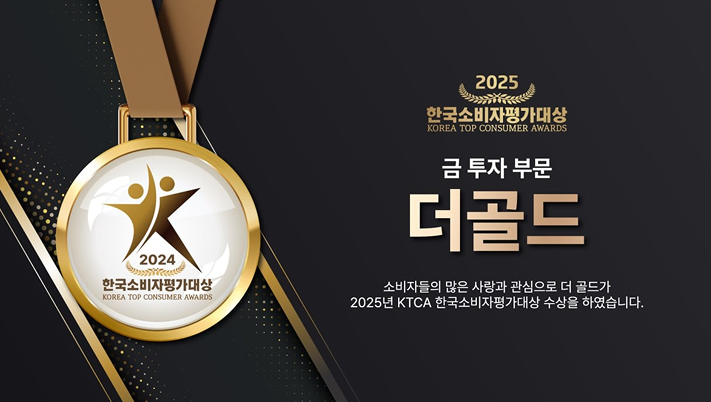 2024
한국소비자평가대상
KOREA TOP CONSUMER AWARDS
2025
한국소비자평가대상
KOREA TOP CONSUMER AWARDS
금 투자 부문
더골드
소비자들의 많은 사랑과 관심으로 더 골드가
2025년 KTCA 한국소비자평가대상 수상을 하였습니다.